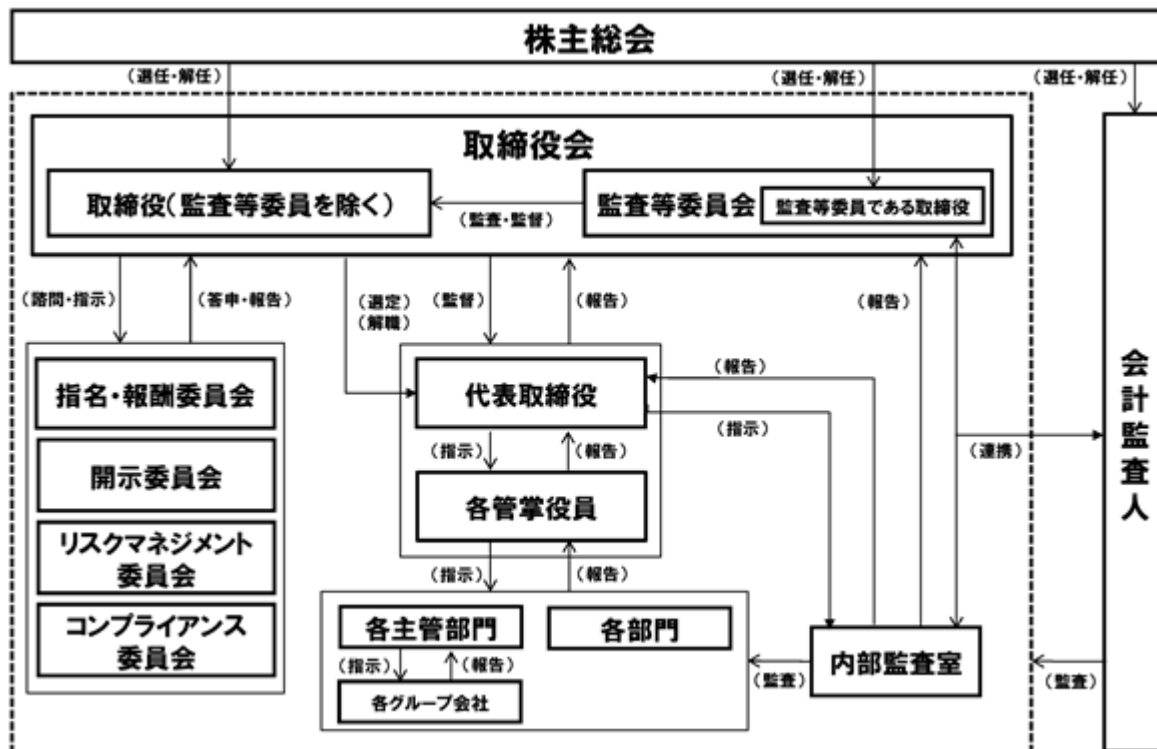 株主総会
(選任・解任)
(選任・解任)
(選任・解任)
取締役会
取締役(監査等委員を除く)
(監査・監督)
監査等委員会
監査等委員である取締役
(諮問・指示)
(答申・報告)
(選定)
(解職)
(監督)
(報告)
(報告)
指名・報酬委員会
開示委員会
リスクマネジメント
委員会
コンプライアンス
委員会
代表取締役
(報告)
(指示)
(指示)
(報告)
各管掌役員
(連携)
会計監査人
(指示)
(報告)
各主管部門
各部門
(指示)
(報告)
各グループ会社
(監査)
内部監査室
(監査)